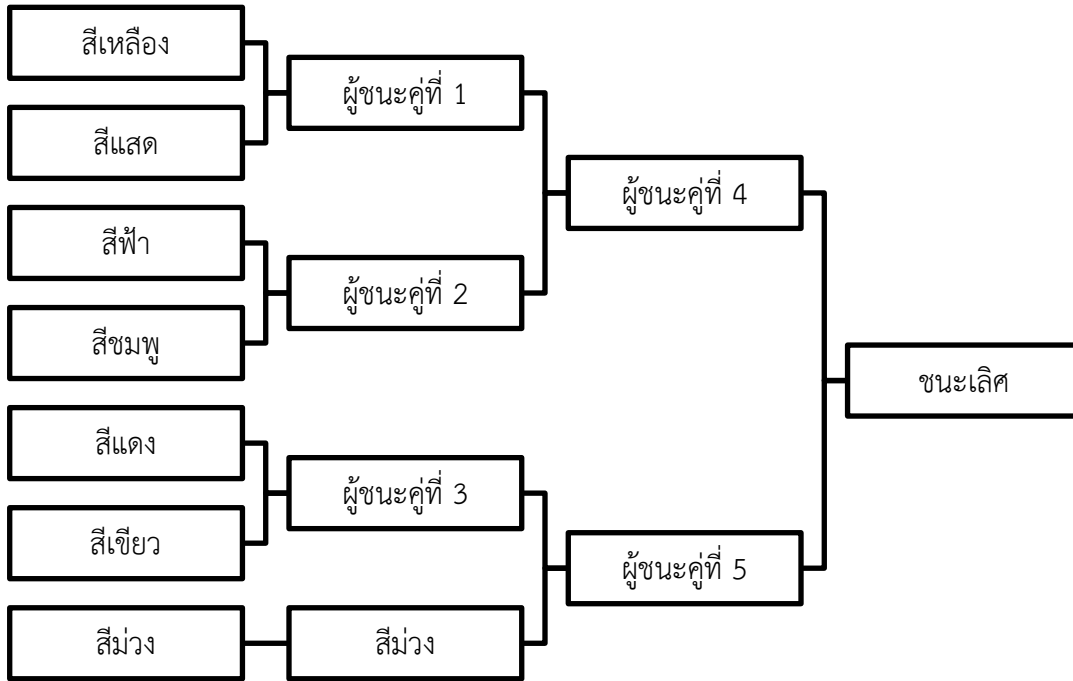 สีเหลือง
สีแสด
สีฟ้า
สีชมพู
สีแดง
สีเขียว
สีม่วง
ผู้ชนะคู่ที่ 1
ผู้ชนะคู่ที่ 2
ผู้ชนะคู่ที่ 3
สีม่วง
ผู้ชนะคู่ที่ 4
ผู้ชนะคู่ที่ 5
ชนะเลิศ